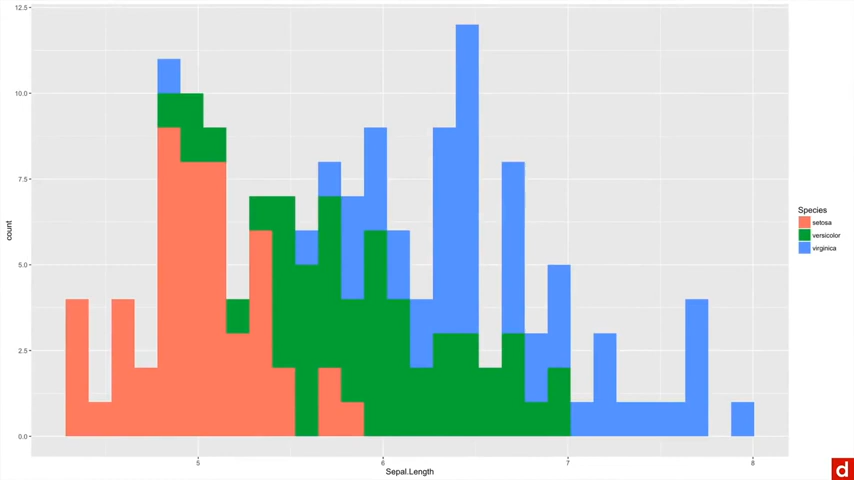 12.5
10.0
7.5
5.0
2.5
0.0
count
5
6
7
8
Sepal.Length
Species
setosa
versicolor
virginica
d